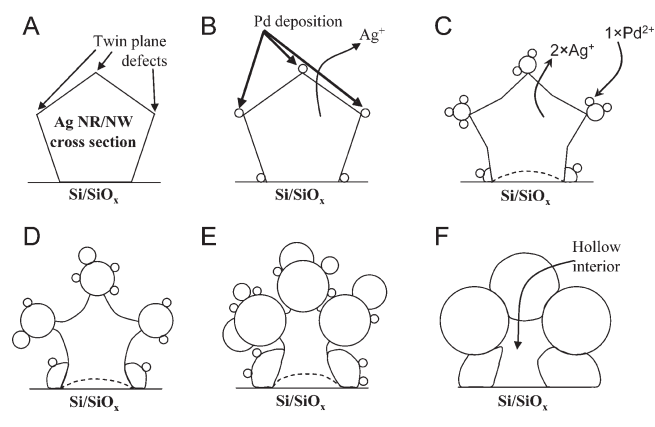 A
Twin plane
defects
Ag NR/NW
cross section
Si/SiOₓ
B
Pd deposition
Ag⁺
Si/SiOₓ
C
2×Ag⁺
1×Pd²⁺
Si/SiOₓ
D
Si/SiOₓ
E
Si/SiOₓ
F
Hollow
interior
Si/SiOₓ